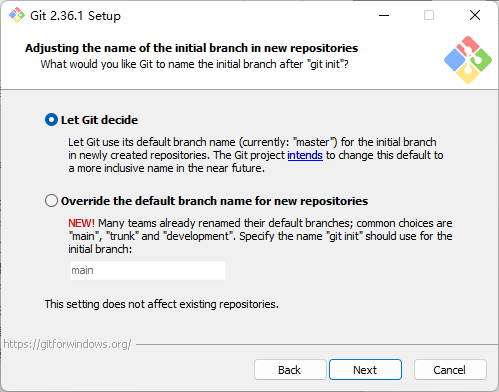 Git 2.36.1 Setup
Adjusting the name of the initial branch in new repositories
What would you like Git to name the initial branch after "git init"?
Let Git decide
Let Git use its default branch name (currently: "master") for the initial branch
in newly created repositories. The Git project intends to change this default to
a more inclusive name in the near future.
Override the default branch name for new repositories
NEW! Many teams already renamed their default branches; common choices are
"main", "trunk" and "development". Specify the name "git init" should use for the
initial branch:
main
This setting does not affect existing repositories.
https://gitforwindows.org/
Back
Next
Cancel